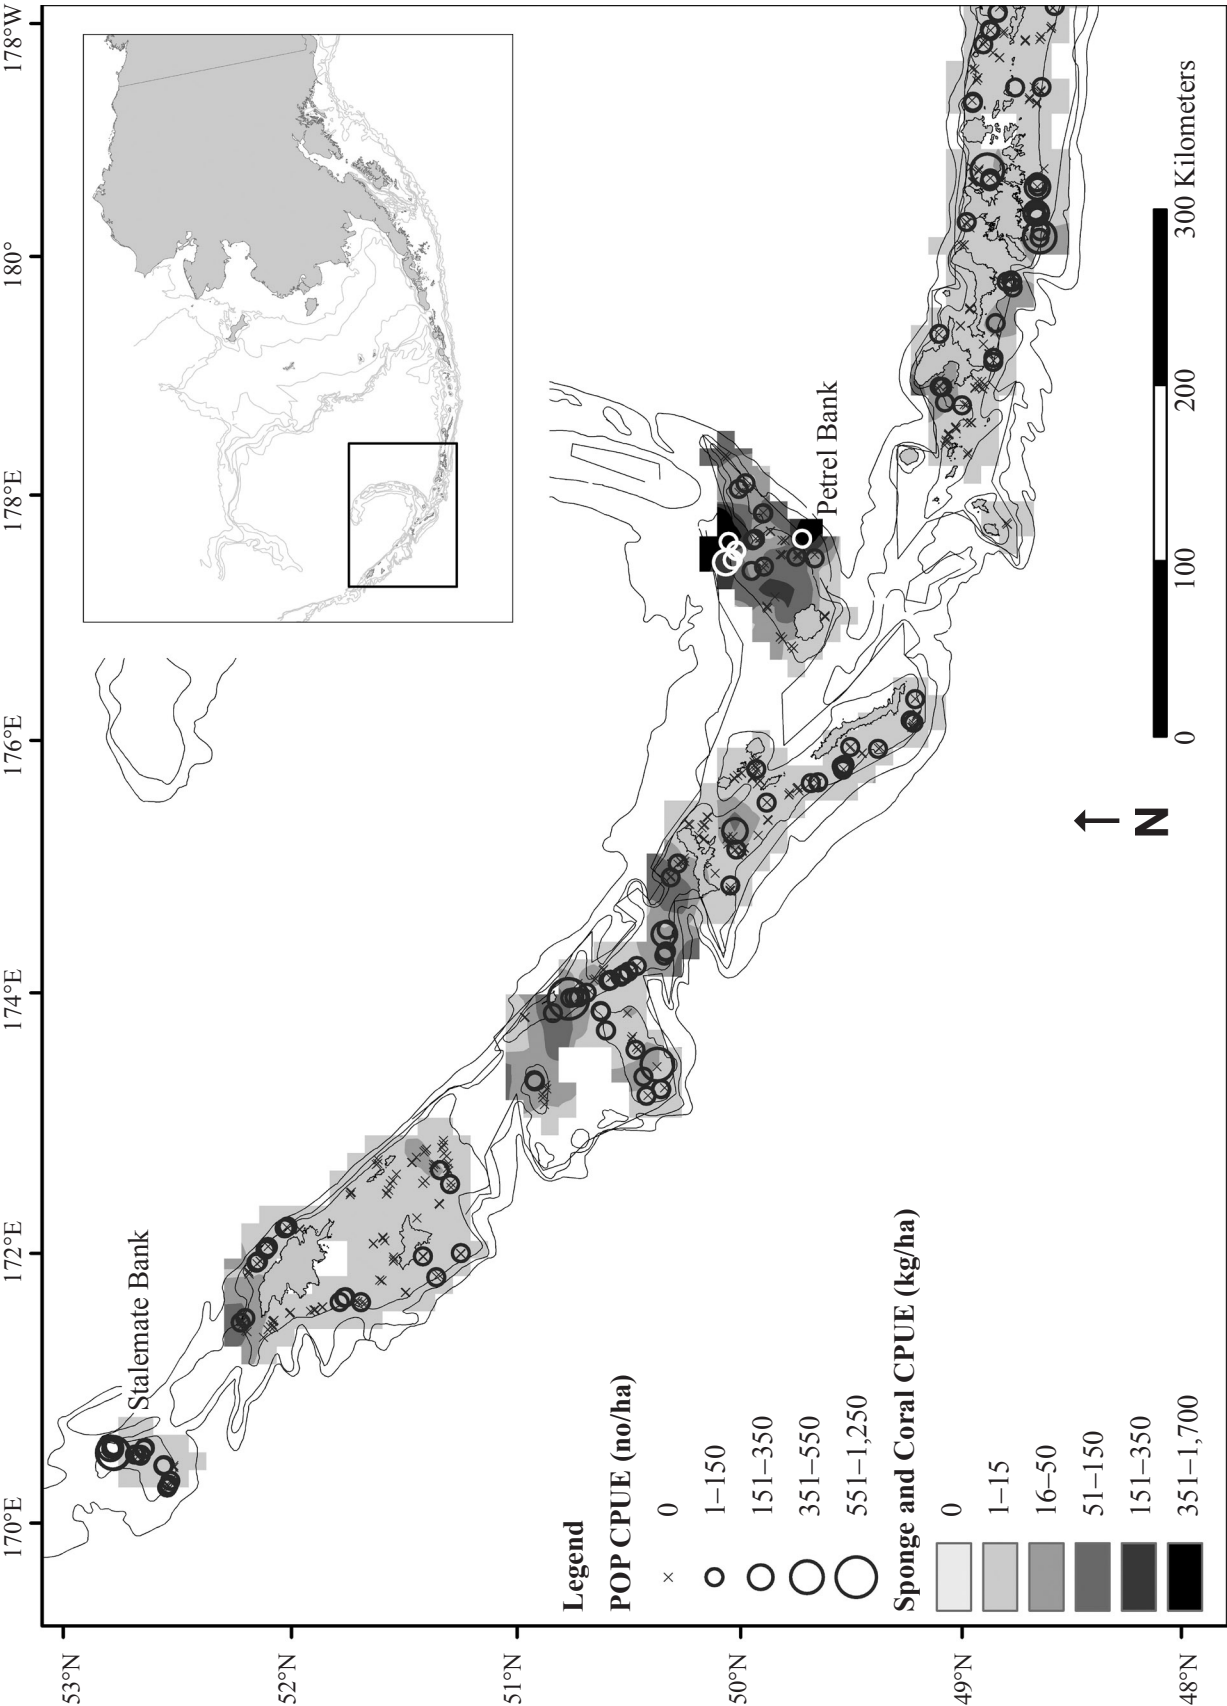 170°E
172°E
174°E
176°E
178°E
180°
178°W
53°N
52°N
51°N
50°N
49°N
48°N
Stalemate Bank
Petrel Bank
Legend
POP CPUE (no/ha)
0
1–150
151–350
351–550
551–1,250
Sponge and Coral CPUE (kg/ha)
0
1–15
16–50
51–150
151–350
351–1,700
N
0 100 200 300 Kilometers